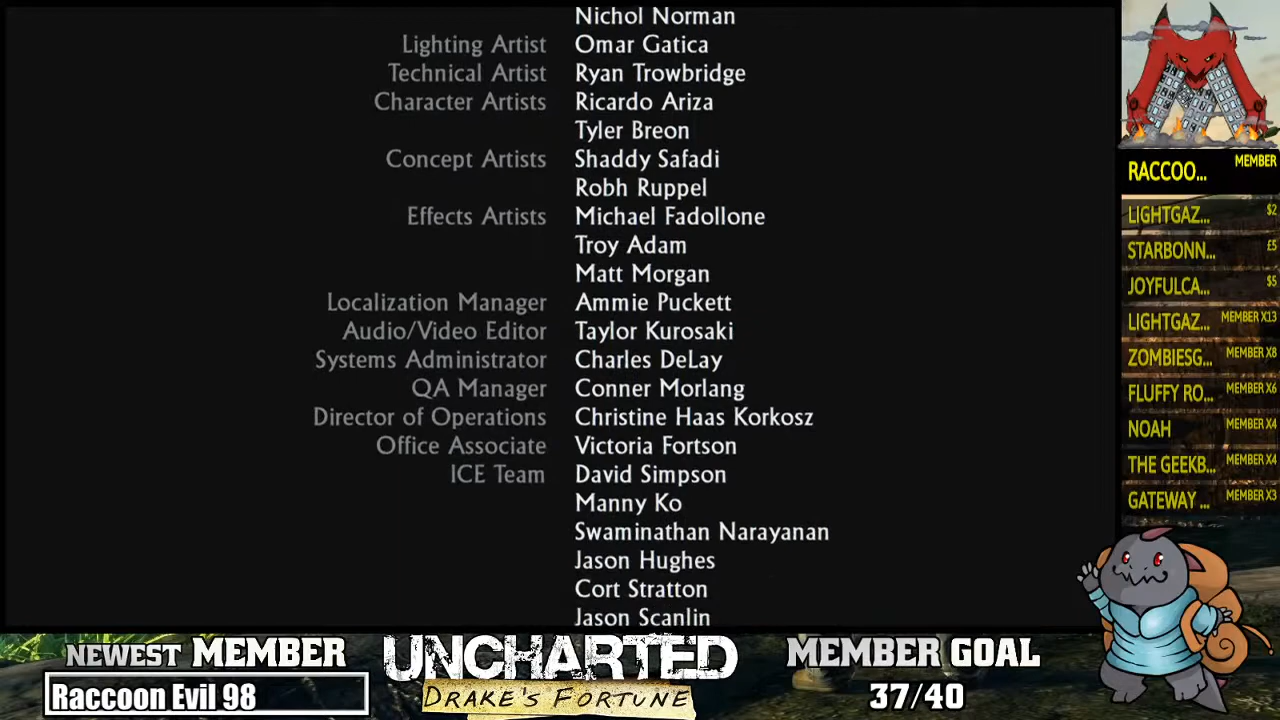 Nichol Norman
Lighting Artist Omar Gatica
Technical Artist Ryan Trowbridge
Character Artists Ricardo Ariza
Tyler Breon
Concept Artists Shaddy Safadi
Robh Ruppel
Effects Artists Michael Fadollone
Troy Adam
Matt Morgan
Localization Manager Ammie Puckett
Audio/Video Editor Taylor Kurosaki
Systems Administrator Charles DeLay
QA Manager Conner Morlang
Director of Operations Christine Haas Korkosz
Office Associate Victoria Fortson
ICE Team David Simpson
Manny Ko
Swaminathan Narayanan
Jason Hughes
Cort Stratton
Jason Scanlin
RACCOO... MEMBER
LIGHTGAZ... $2
STARBONN... £5
JOYFULCA... $5
LIGHTGAZ... MEMBER X13
ZOMBIESG... MEMBER X8
FLUFFY RO... MEMBER X6
NOAH MEMBER X4
THE GEEKB... MEMBER X4
GATEWAY ... MEMBER X3
NEWEST MEMBER
Raccoon Evil 98
UNCHARTED
DRAKE'S FORTUNE
MEMBER GOAL
37/40